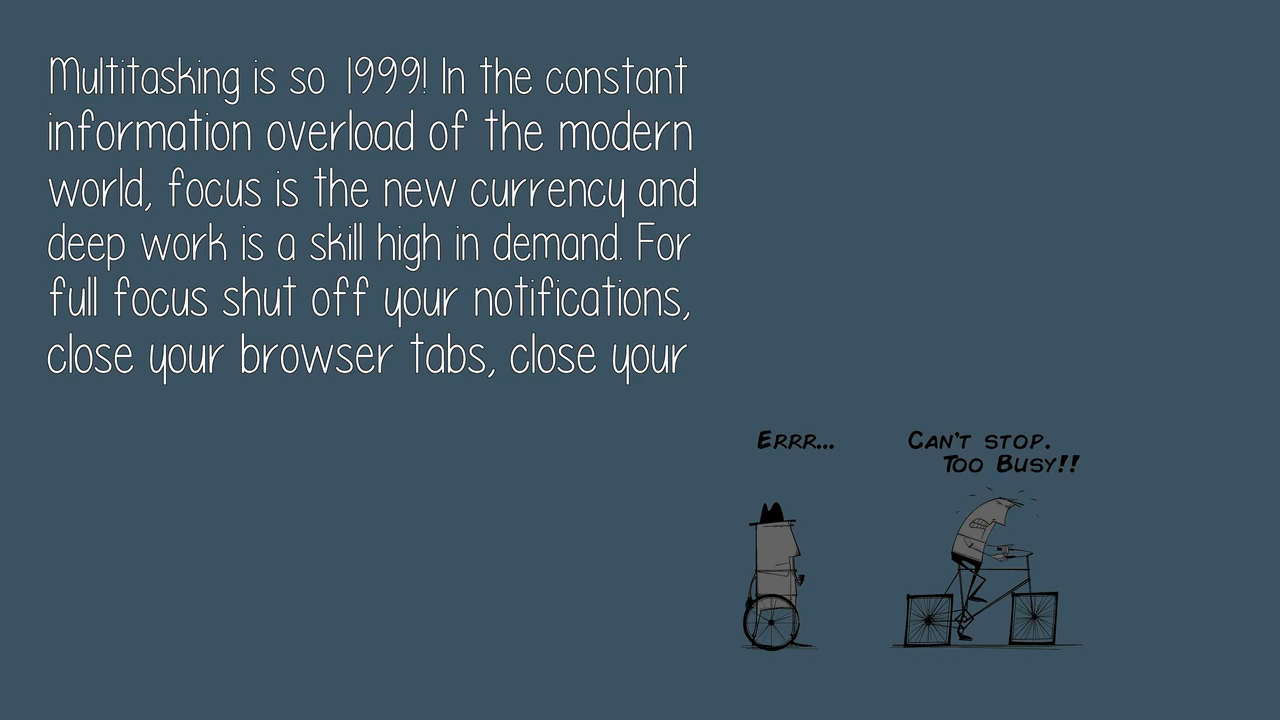 Multitasking is so 1999! In the constant
information overload of the modern
world, focus is the new currency and
deep work is a skill high in demand. For
full focus shut off your notifications,
close your browser tabs, close your
ERRR...
CAN'T STOP.
TOO BUSY!!